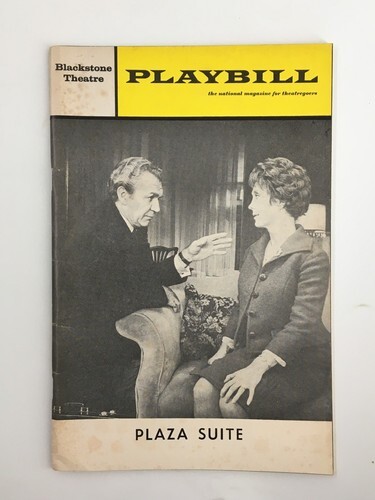 Blackstone
Theatre
PLAYBILL
the national magazine for theatregoers
PLAZA SUITE